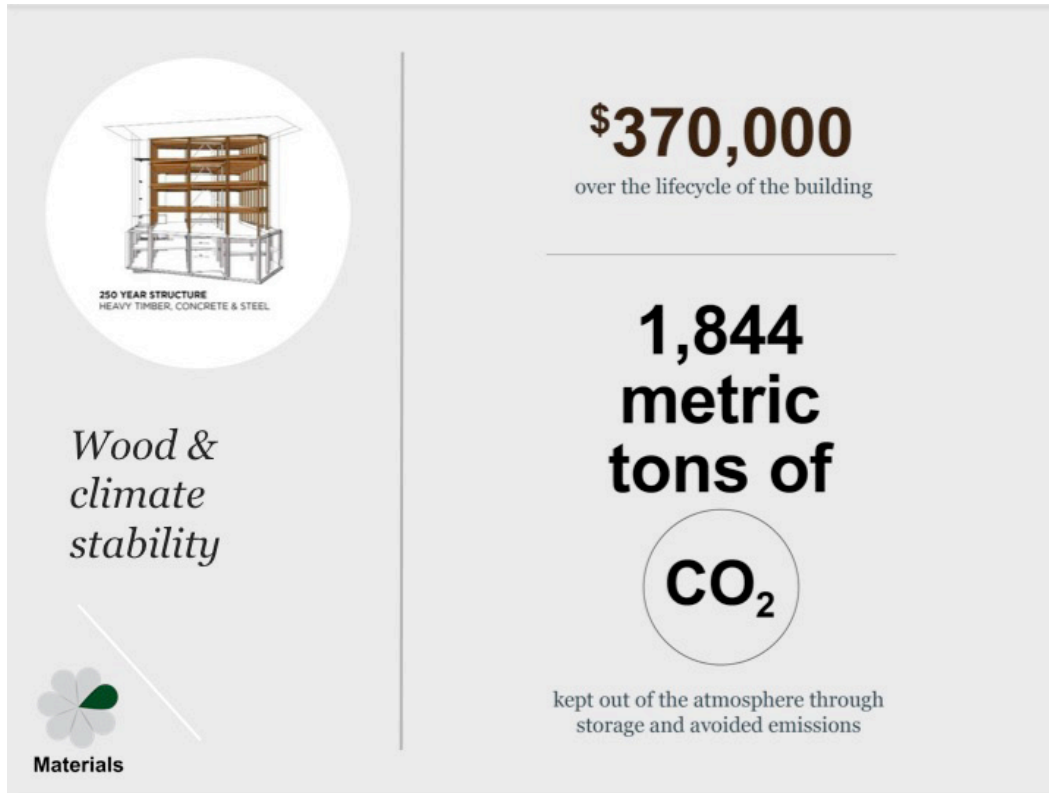 250 YEAR STRUCTURE
HEAVY TIMBER, CONCRETE & STEEL
Wood &
climate
stability
Materials
$370,000
over the lifecycle of the building
1,844
metric
tons of
CO₂
kept out of the atmosphere through
storage and avoided emissions